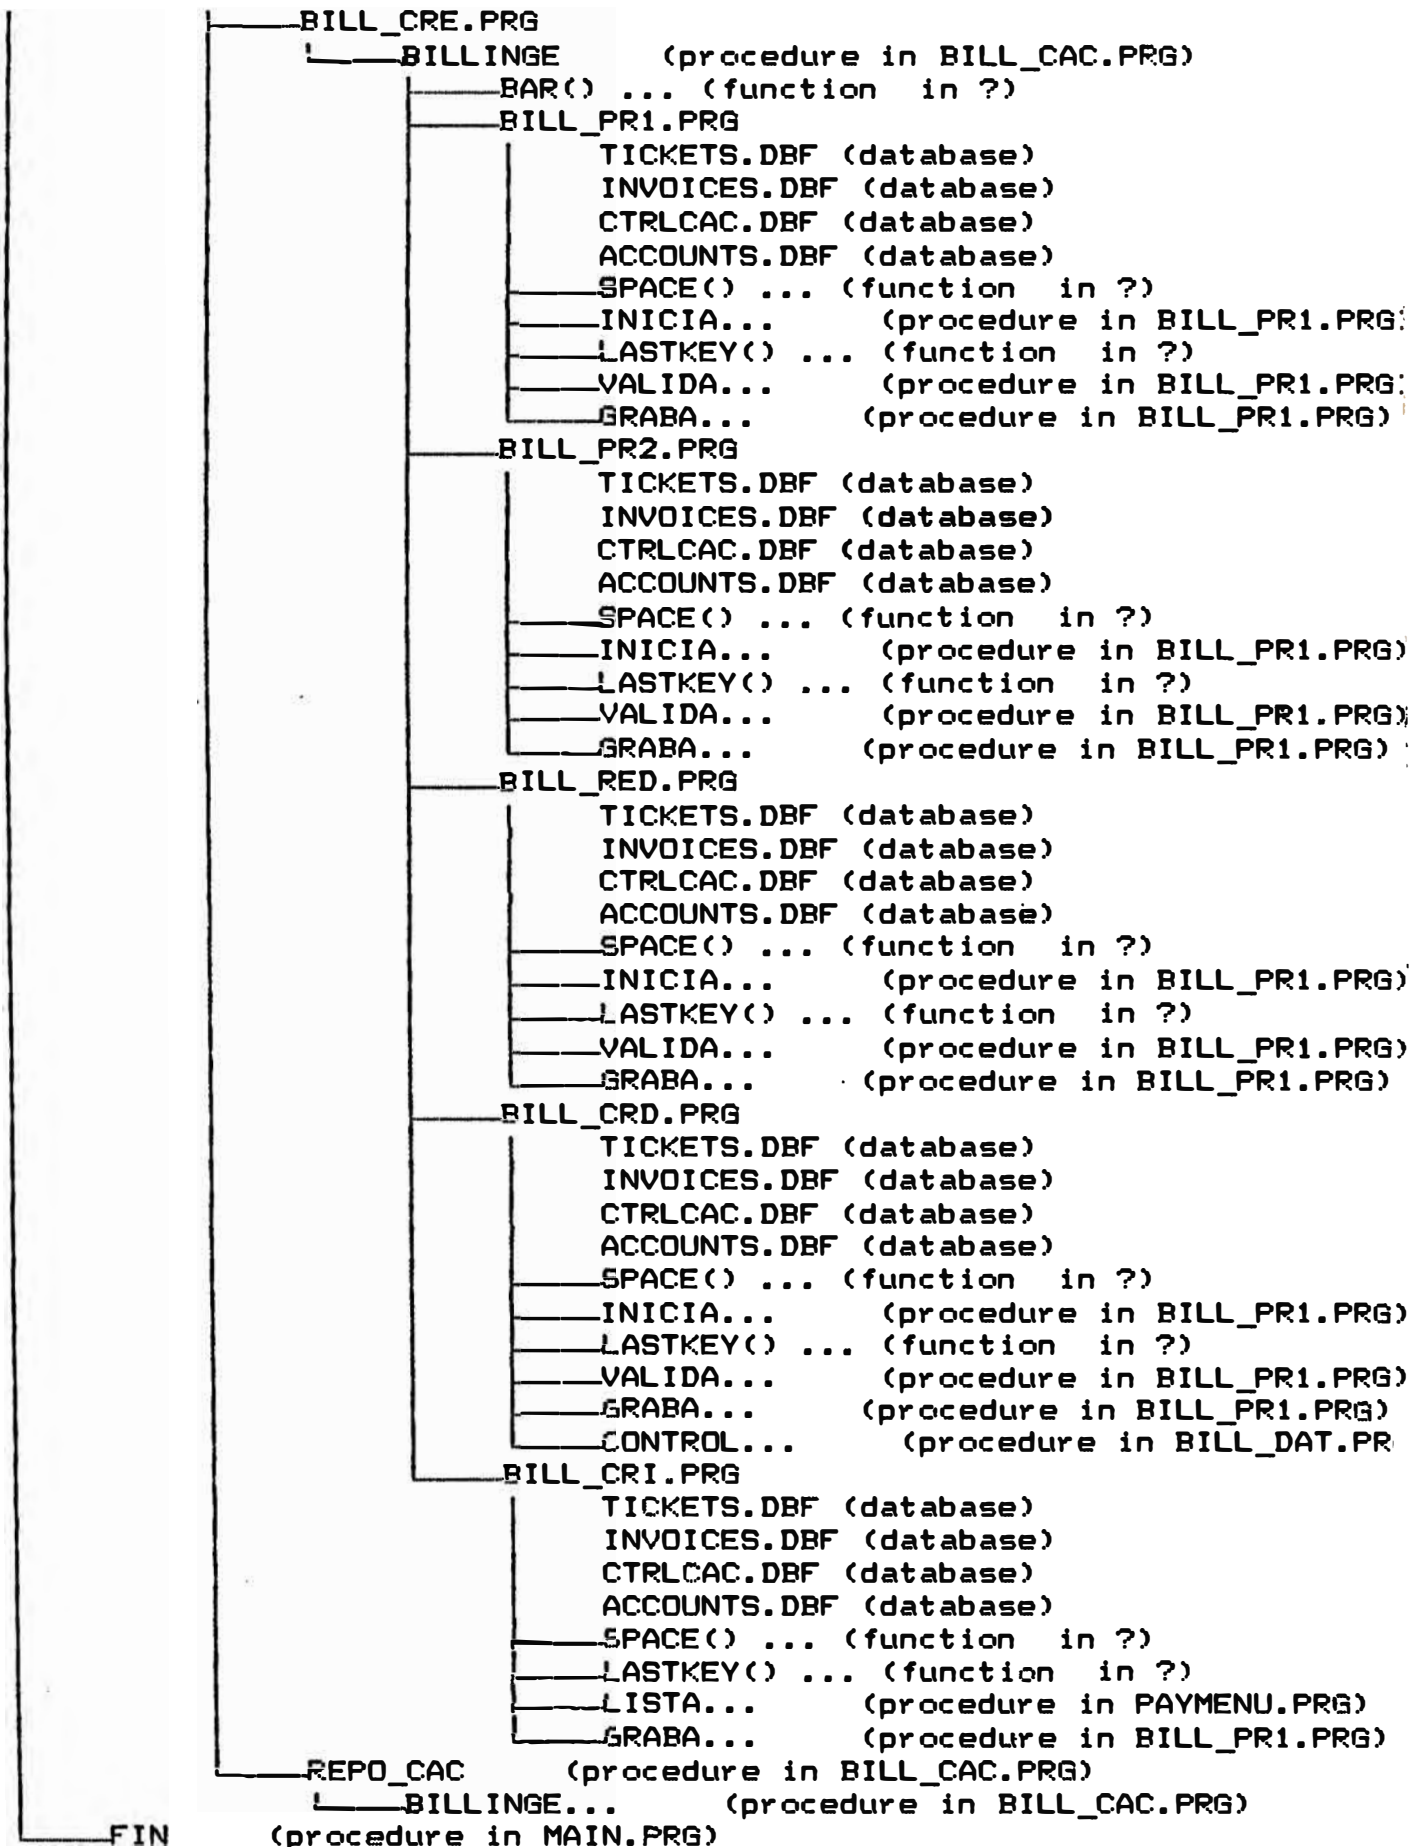 BILL_CRE.PRG
BILLINGE (procedure in BILL_CAC.PRG)
BAR() ... (function in ?)
BILL_PR1.PRG
TICKETS.DBF (database)
INVOICES.DBF (database)
CTRLCAC.DBF (database)
ACCOUNTS.DBF (database)
SPACE() ... (function in ?)
INICIA... (procedure in BILL_PR1.PRG)
LASTKEY() ... (function in ?)
VALIDA... (procedure in BILL_PR1.PRG)
GRABA... (procedure in BILL_PR1.PRG)
BILL_PR2.PRG
TICKETS.DBF (database)
INVOICES.DBF (database)
CTRLCAC.DBF (database)
ACCOUNTS.DBF (database)
SPACE() ... (function in ?)
INICIA... (procedure in BILL_PR1.PRG)
LASTKEY() ... (function in ?)
VALIDA... (procedure in BILL_PR1.PRG)
GRABA... (procedure in BILL_PR1.PRG)
BILL_RED.PRG
TICKETS.DBF (database)
INVOICES.DBF (database)
CTRLCAC.DBF (database)
ACCOUNTS.DBF (database)
SPACE() ... (function in ?)
INICIA... (procedure in BILL_PR1.PRG)
LASTKEY() ... (function in ?)
VALIDA... (procedure in BILL_PR1.PRG)
GRABA... (procedure in BILL_PR1.PRG)
BILL_CRD.PRG
TICKETS.DBF (database)
INVOICES.DBF (database)
CTRLCAC.DBF (database)
ACCOUNTS.DBF (database)
SPACE() ... (function in ?)
INICIA... (procedure in BILL_PR1.PRG)
LASTKEY() ... (function in ?)
VALIDA... (procedure in BILL_PR1.PRG)
GRABA... (procedure in BILL_PR1.PRG)
CONTROL... (procedure in BILL_DAT.PR
BILL_CRI.PRG
TICKETS.DBF (database)
INVOICES.DBF (database)
CTRLCAC.DBF (database)
ACCOUNTS.DBF (database)
SPACE() ... (function in ?)
LASTKEY() ... (function in ?)
LISTA... (procedure in PAYMENU.PRG)
GRABA... (procedure in BILL_PR1.PRG)
REPO_CAC (procedure in BILL_CAC.PRG)
BILLINGE... (procedure in BILL_CAC.PRG)
FIN (procedure in MAIN.PRG)